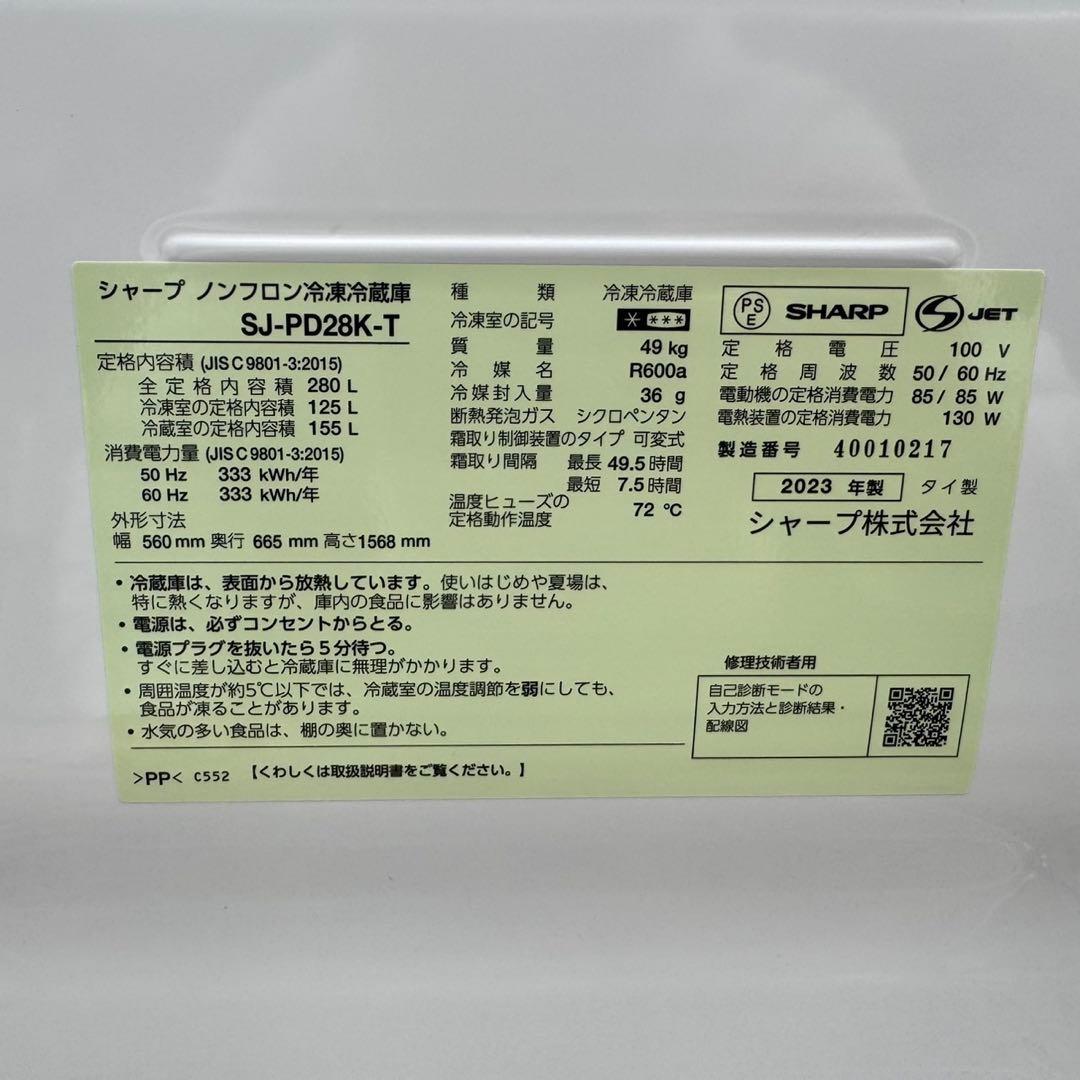 シャープ ノンフロン冷凍冷蔵庫
SJ-PD28K-T
定格内容積 (JIS C 9801-3:2015)
全定格内容積 280 L
冷凍室の定格内容積 125 L
冷蔵室の定格内容積 155 L
消費電力量 (JIS C 9801-3:2015)
50 Hz 333 kWh/年
60 Hz 333 kWh/年
外形寸法
幅 560 mm 奥行 665 mm 高さ 1568 mm
種類 冷凍冷蔵庫
冷凍室の記号 * ***
質量 49 kg
冷媒名 R600a
冷媒封入量 36 g
断熱発泡ガス シクロペンタン
霜取り制御装置のタイプ 可変式
霜取り間隔 最長 49.5 時間
最短 7.5 時間
温度ヒューズの
定格動作温度 72 ℃
PSE SHARP S JET
定格電圧 100 V
定格周波数 50 / 60 Hz
電動機の定格消費電力 85 / 85 W
電熱装置の定格消費電力 130 W
製造番号 40010217
2023 年製 タイ製
シャープ株式会社
・冷蔵庫は、表面から放熱しています。使いはじめや夏場は、
特に熱くなりますが、庫内の食品に影響はありません。
・電源は、必ずコンセントからとる。
・電源プラグを抜いたら5分待つ。
すぐに差し込むと冷蔵庫に無理がかかります。
・周囲温度が約5℃以下では、冷蔵室の温度調節を弱にしても、
食品が凍ることがあります。
・水気の多い食品は、棚の奥に置かない。
>PP< C552 【くわしくは取扱説明書をご覧ください。】
修理技術者用
自己診断モードの
入力方法と診断結果・
配線図